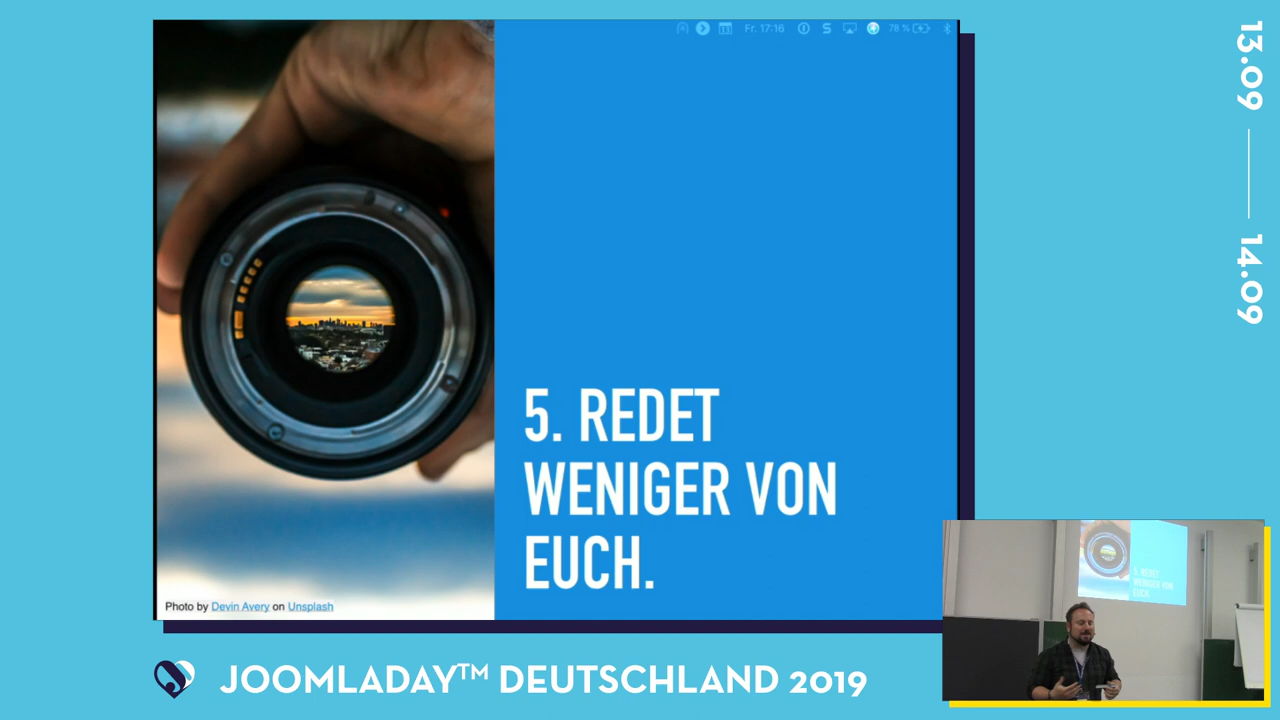 Fr. 17:16
78 %
5. REDET
WENIGER VON
EUCH.
Photo by Devin Avery on Unsplash
13.09
14.09
5. REDET
WENIGER VON
EUCH.
JOOMLADAY™ DEUTSCHLAND 2019